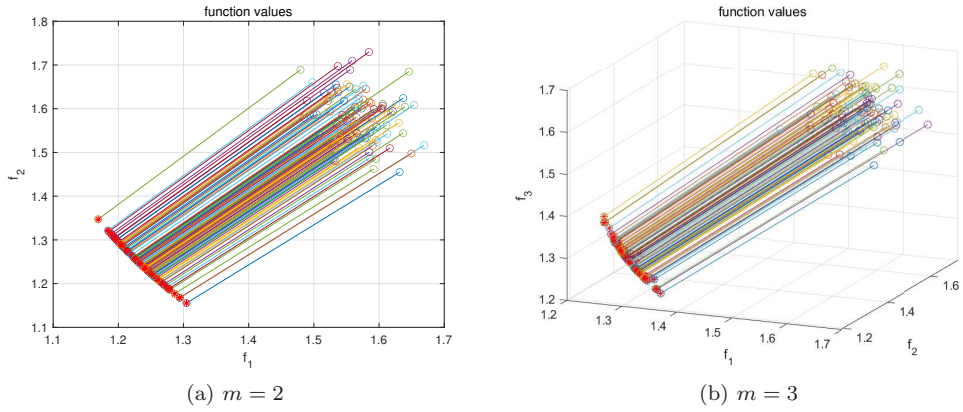 function values
1.8
1.7
1.6
1.5
1.4
1.3
1.2
1.1
f2
1.1 1.2 1.3 1.4 1.5 1.6 1.7
f1
(a) m = 2
function values
1.7
1.6
1.5
1.4
1.3
1.2
f3
1.2 1.3 1.4 1.5 1.6 1.7
f1
1.2 1.4 1.6
f2
(b) m = 3